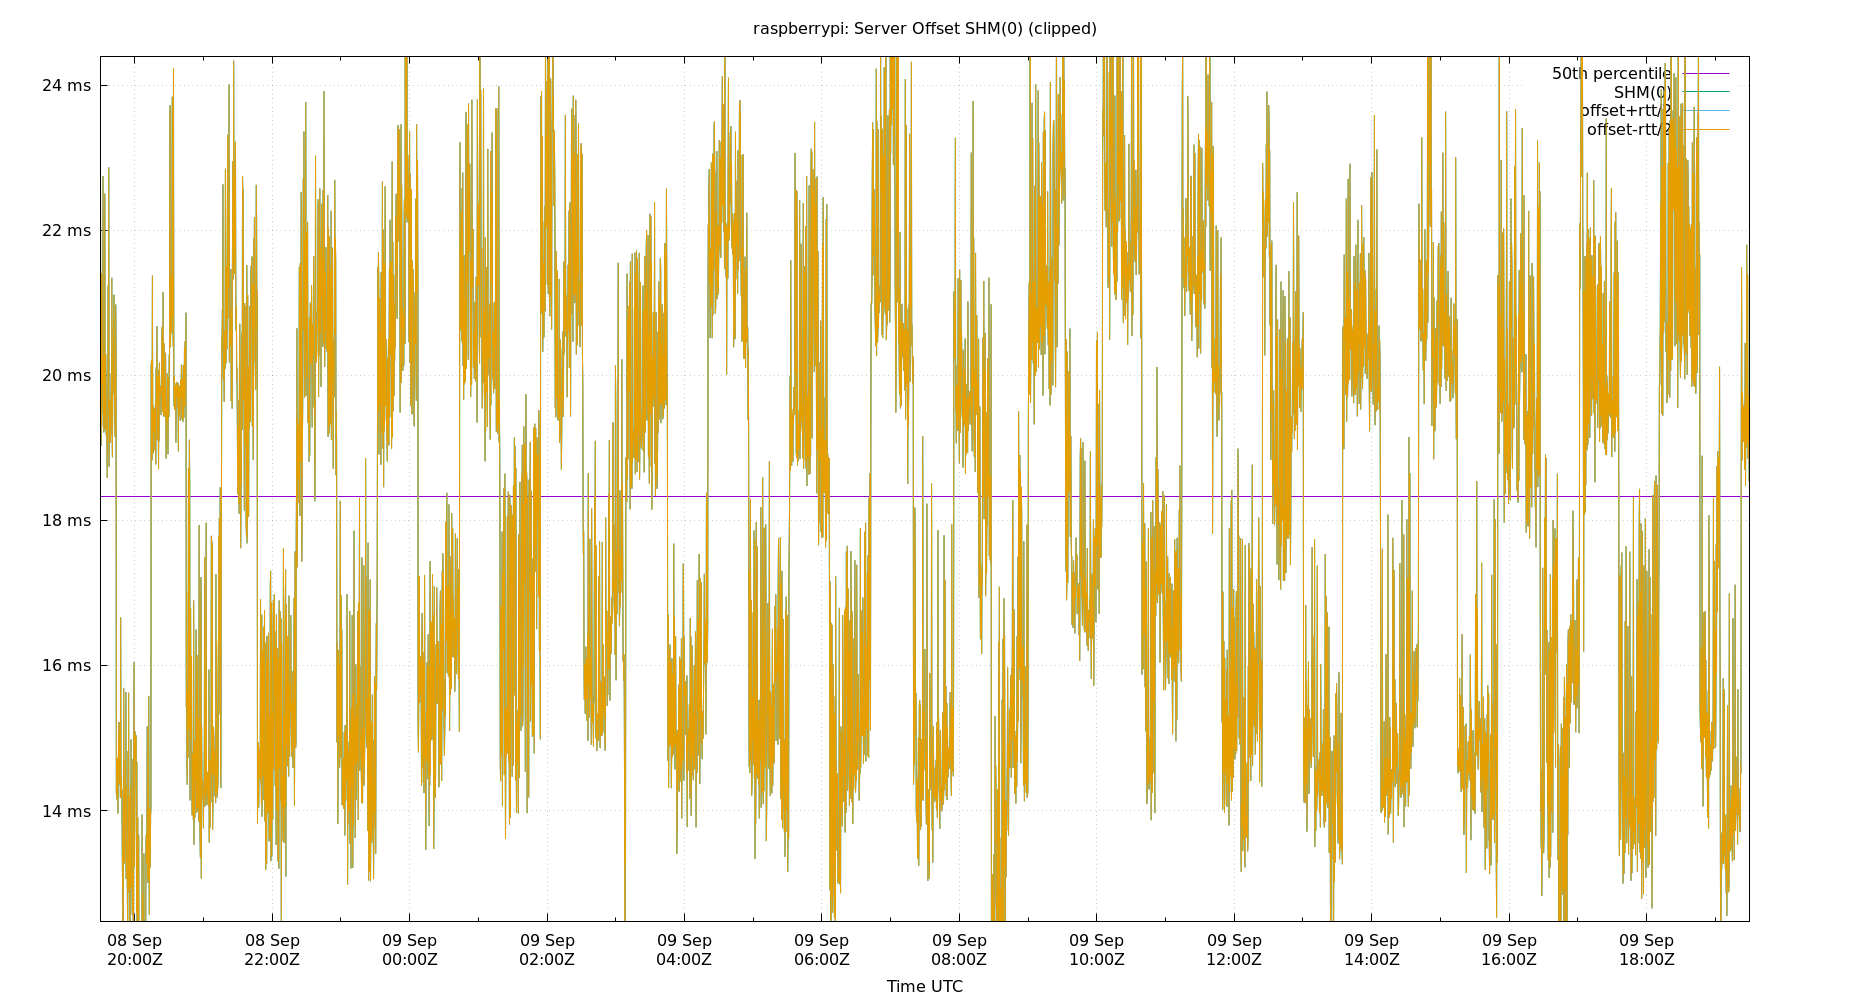 raspberrypi: Server Offset SHM(0) (clipped)
50th percentile
SHM(0)
offset+rtt/2
offset-rtt/2
24 ms
22 ms
20 ms
18 ms
16 ms
14 ms
08 Sep 08 Sep 09 Sep 09 Sep 09 Sep 09 Sep 09 Sep 09 Sep 09 Sep 09 Sep 09 Sep 09 Sep
20:00Z 22:00Z 00:00Z 02:00Z 04:00Z 06:00Z 08:00Z 10:00Z 12:00Z 14:00Z 16:00Z 18:00Z
Time UTC